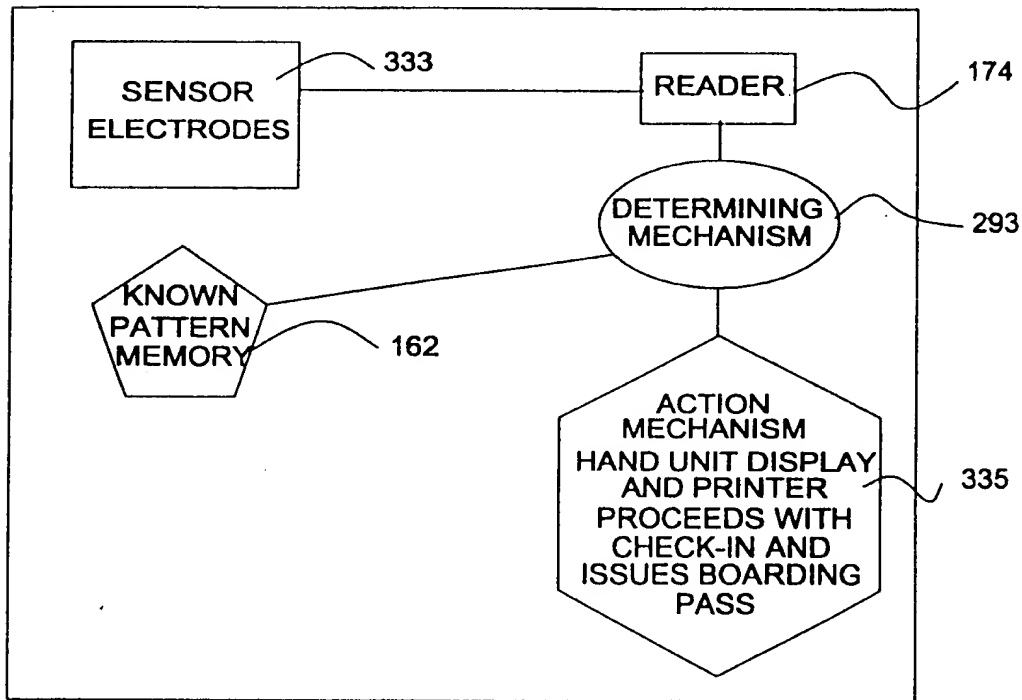 SENSOR
ELECTRODES
333
READER
174
DETERMINING
MECHANISM
293
KNOWN
PATTERN
MEMORY
162
ACTION
MECHANISM
HAND UNIT DISPLAY
AND PRINTER
PROCEEDS WITH
CHECK-IN AND
ISSUES BOARDING
PASS
335